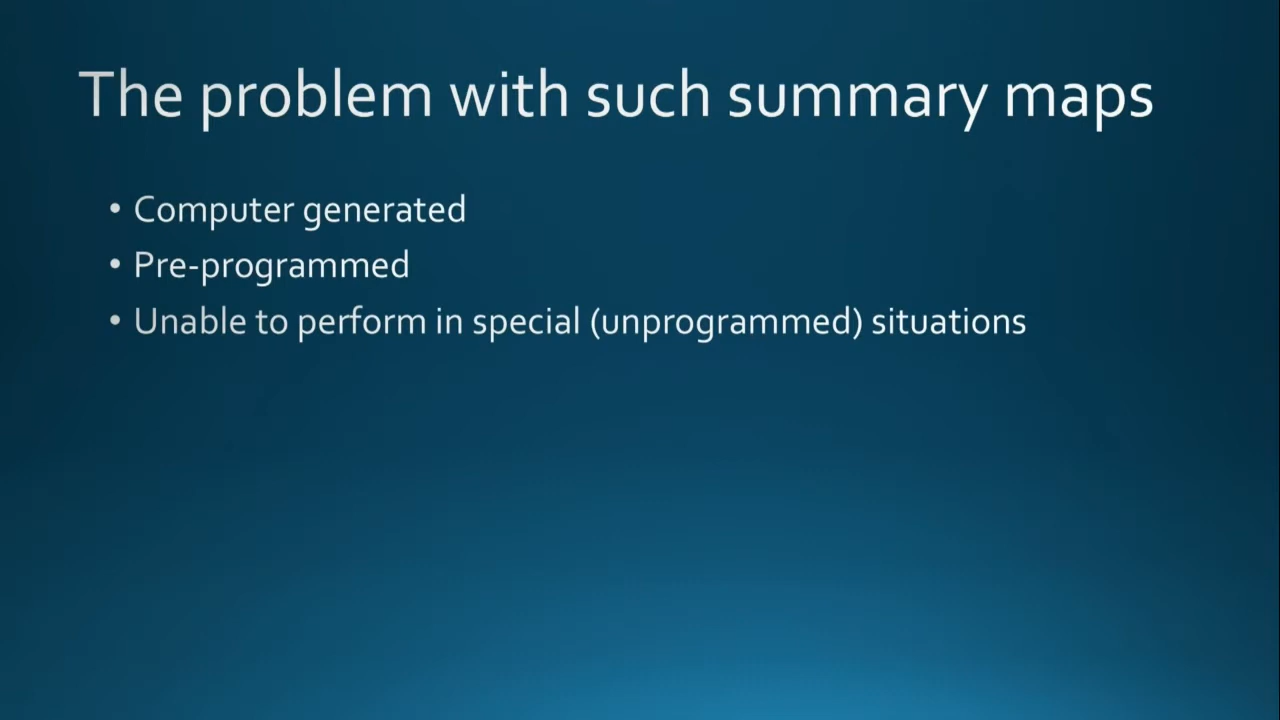 The problem with such summary maps
• Computer generated
• Pre-programmed
• Unable to perform in special (unprogrammed) situations